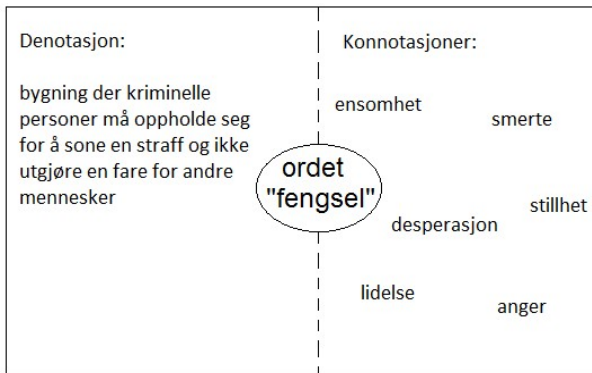 Denotasjon:
bygning der kriminelle
personer må oppholde seg
for å sone en straff og ikke
utgjøre en fare for andre
mennesker
ordet
"fengsel"
Konnotasjoner:
ensomhet
smerte
stillhet
desperasjon
lidelse
anger